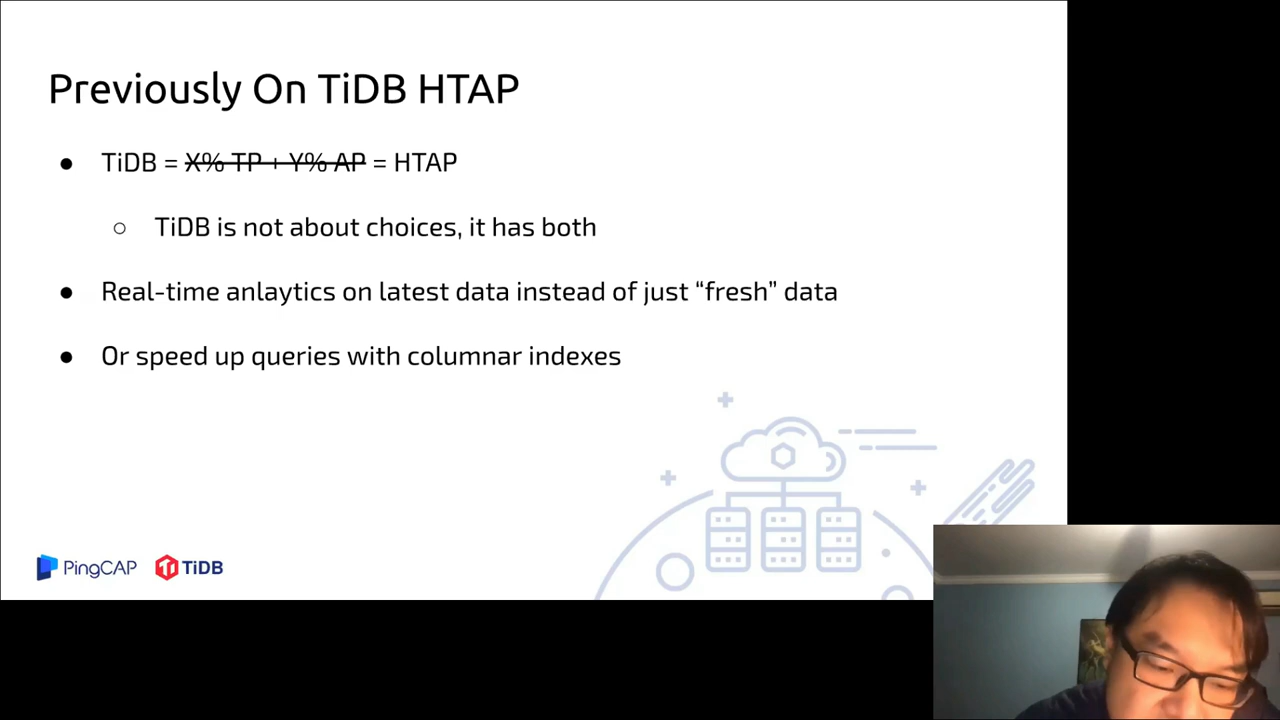 Previously On TiDB HTAP
● TiDB = X% TP + Y% AP = HTAP
○ TiDB is not about choices, it has both
● Real-time anlaytics on latest data instead of just “fresh” data
● Or speed up queries with columnar indexes
PingCAP TiDB